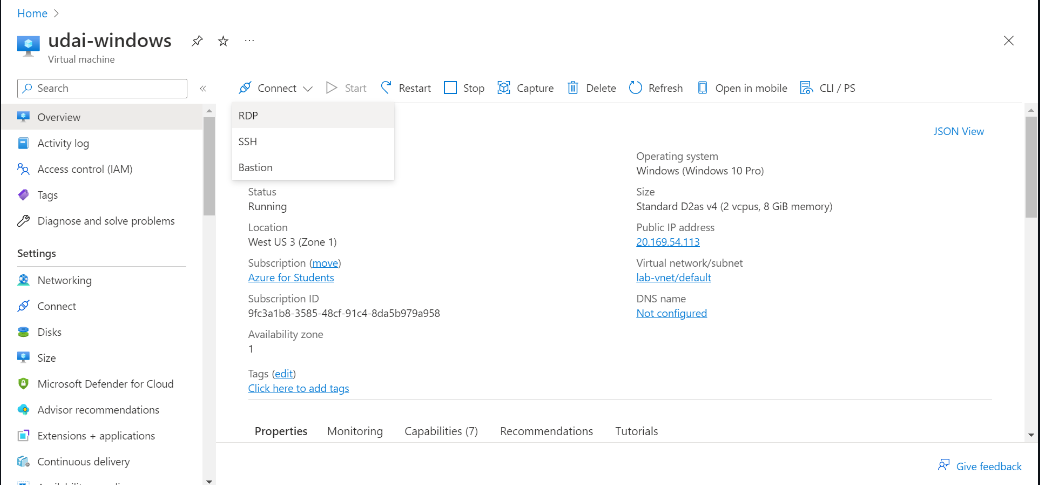 Home >
udai-windows ...
Virtual machine
Search «
Connect Start Restart Stop Capture Delete Refresh Open in mobile CLI / PS
RDP
SSH
Bastion
Overview
Activity log
Access control (IAM)
Tags
Diagnose and solve problems
Settings
Networking
Connect
Disks
Size
Microsoft Defender for Cloud
Advisor recommendations
Extensions + applications
Continuous delivery
JSON View
Status
Running
Location
West US 3 (Zone 1)
Subscription (move)
Azure for Students
Subscription ID
9fc3a1b8-3585-48cf-91c4-8da5b979a958
Availability zone
1
Tags (edit)
Click here to add tags
Operating system
Windows (Windows 10 Pro)
Size
Standard D2as v4 (2 vcpus, 8 GiB memory)
Public IP address
20.169.54.113
Virtual network/subnet
lab-vnet/default
DNS name
Not configured
Properties Monitoring Capabilities (7) Recommendations Tutorials
Give feedback